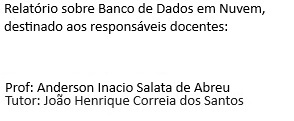 Relatório sobre Banco de Dados em Nuvem,
destinado aos responsáveis docentes:
Prof: Anderson Inacio Salata de Abreu
Tutor: João Henrique Correia dos Santos